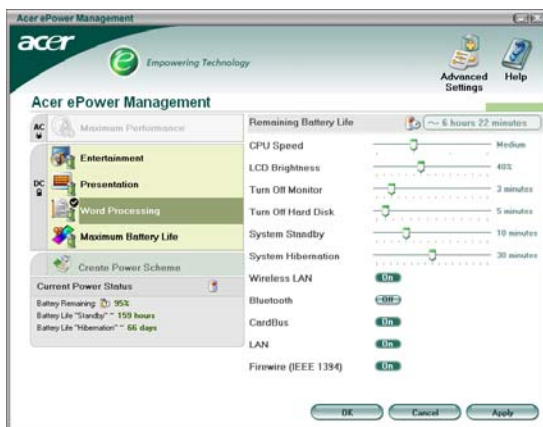 Acer ePower Management
acer
e Empowering Technology
Advanced Settings
Help
Acer ePower Management
AC
Maximum Performance
DC
Entertainment
Presentation
Word Processing
Maximum Battery Life
Create Power Scheme
Current Power Status
Battery Remaining: 95%
Battery Life "Standby" ~ 159 hours
Battery Life "Hibernation" ~ 66 days
Remaining Battery Life ~ 6 hours 22 minutes
CPU Speed Medium
LCD Brightness 40%
Turn Off Monitor 3 minutes
Turn Off Hard Disk 5 minutes
System Standby 10 minutes
System Hibernation 30 minutes
Wireless LAN On
Bluetooth Off
CardBus On
LAN On
Firewire (IEEE 1394) On
OK Cancel Apply